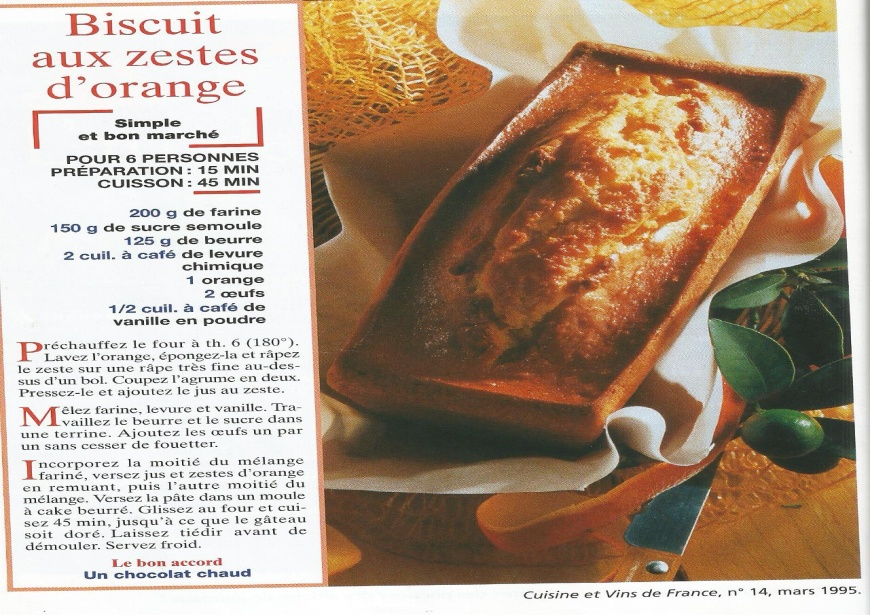 Biscuit
aux zestes
d'orange
Simple
et bon marché
POUR 6 PERSONNES
PRÉPARATION : 15 MIN
CUISSON : 45 MIN
200 g de farine
150 g de sucre semoule
125 g de beurre
2 cuil. à café de levure
chimique
1 orange
2 œufs
1/2 cuil. à café de
vanille en poudre
Préchauffez le four à th. 6 (180°).
Lavez l'orange, épongez-la et râpez
le zeste sur une râpe très fine au-des-
sus d'un bol. Coupez l'agrume en deux.
Pressez-le et ajoutez le jus au zeste.
Mêlez farine, levure et vanille. Tra-
vaillez le beurre et le sucre dans
une terrine. Ajoutez les œufs un par
un sans cesser de fouetter.
Incorporez la moitié du mélange
fariné, versez jus et zestes d'orange
en remuant, puis l'autre moitié du
mélange. Versez la pâte dans un moule
à cake beurré. Glissez au four et cui-
sez 45 min, jusqu'à ce que le gâteau
soit doré. Laissez tiédir avant de
démouler. Servez froid.
Le bon accord
Un chocolat chaud
Cuisine et Vins de France, n° 14, mars 1995.